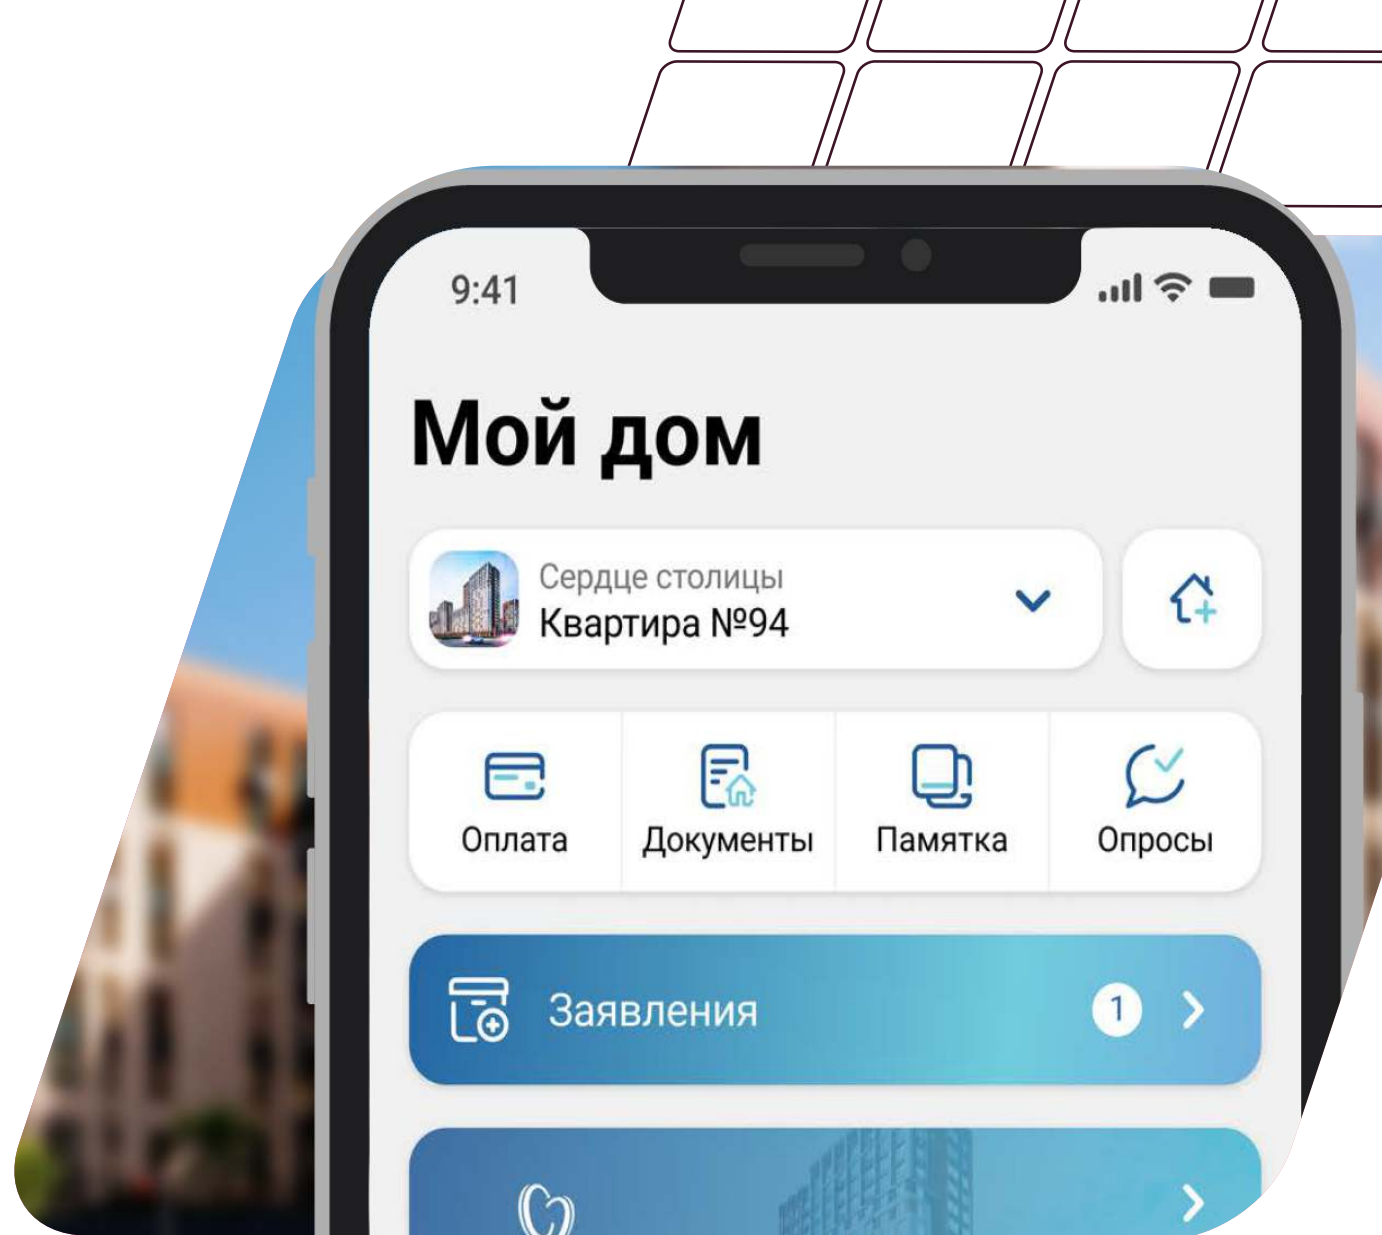 9:41
Мой дом
Сердце столицы
Квартира №94
Оплата
Документы
Памятка
Опросы
Заявления
1